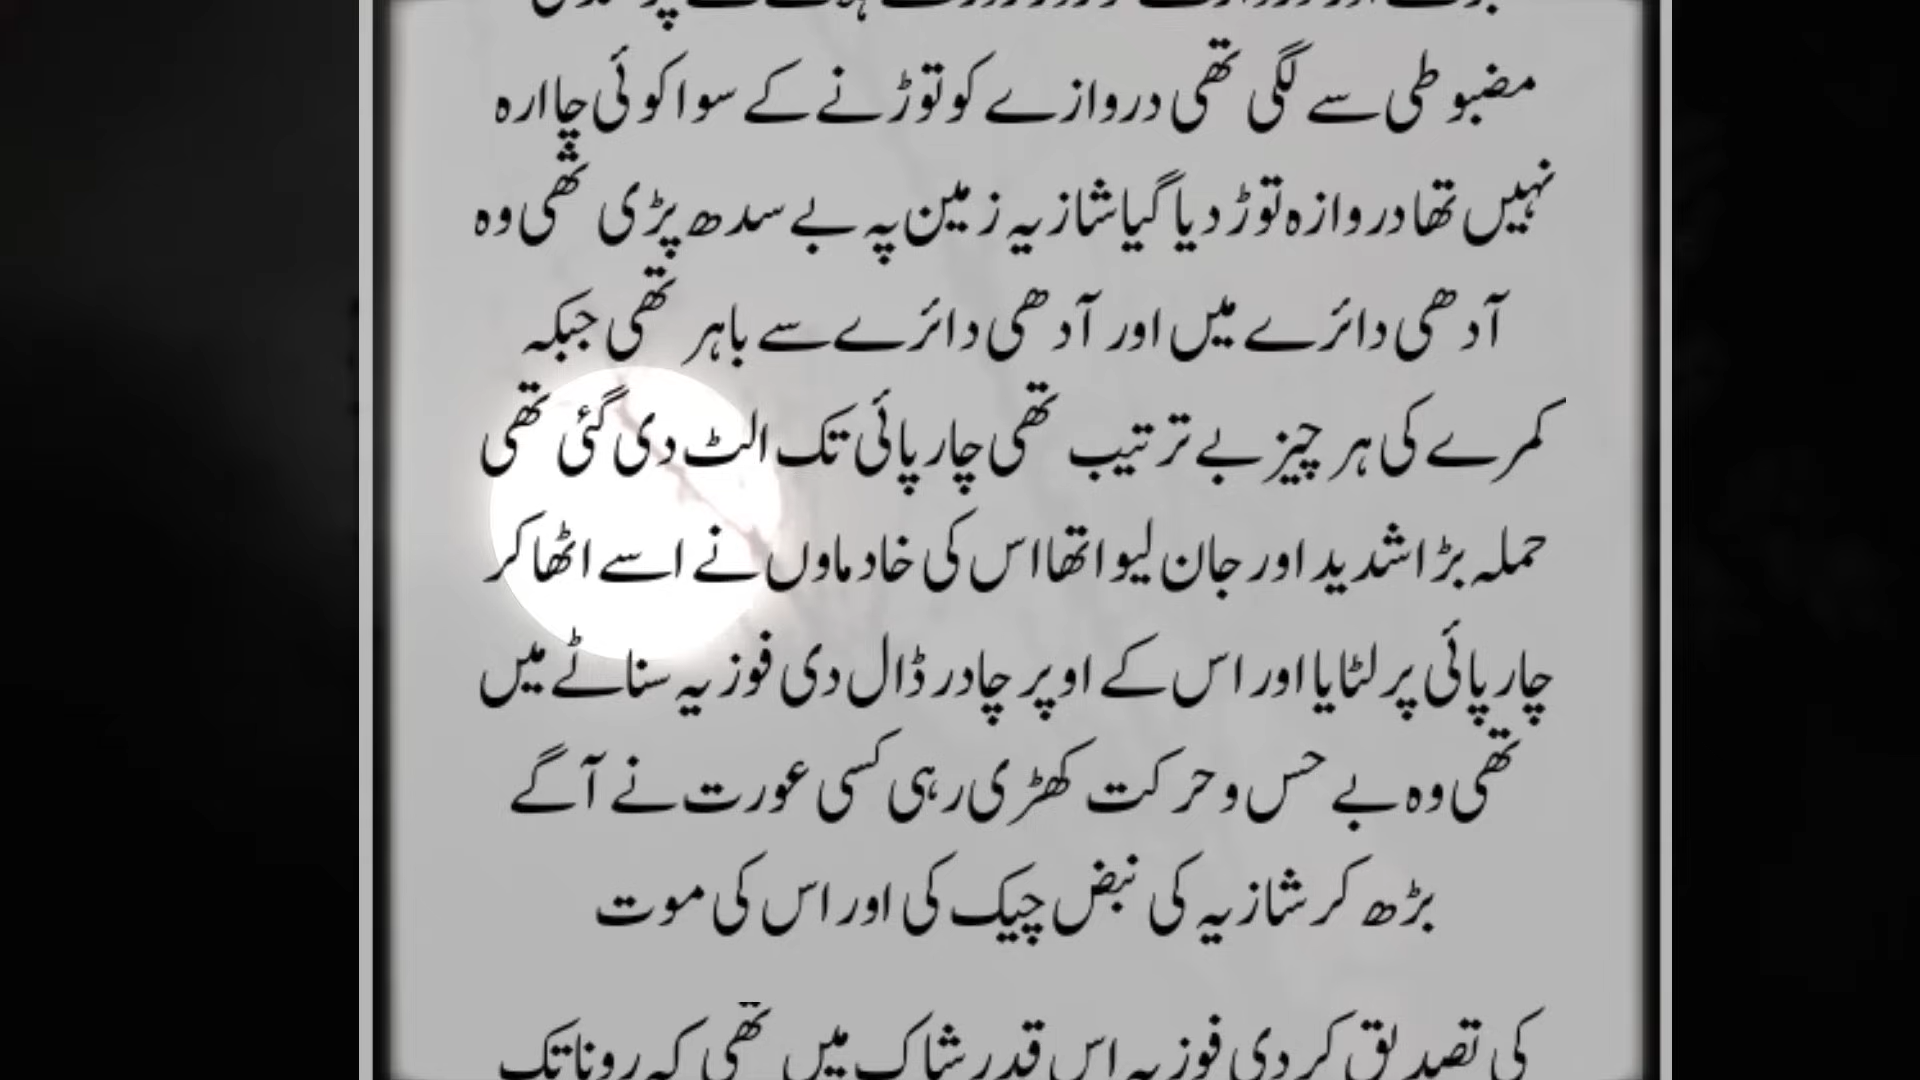 مضبوطی سے لگی تھی دروازے کو توڑنے کے سوا کوئی چاارہ
نہیں تھا دروازہ توڑ دیا گیا شازیہ زمین پہ بے سدھ پڑی تھی وہ
آدھی دائرے میں اور آدھی دائرے سے باہر تھی جبکہ
کمرے کی ہر چیز بے ترتیب تھی چارپائی تک الٹ دی گئی تھی
حملہ بڑا شدید اور جان لیوا تھا اس کی خادماوں نے اسے اٹھا کر
چارپائی پر لٹایا اور اس کے اوپر چادر ڈال دی فوزیہ سناٹے میں
تھی وہ بے حس و حرکت کھڑی رہی کسی عورت نے آگے
بڑھ کر شازیہ کی نبض چیک کی اور اس کی موت
کی تصدیق کر دی فوزیہ اس قدر شاک میں تھی کہ رونا تک